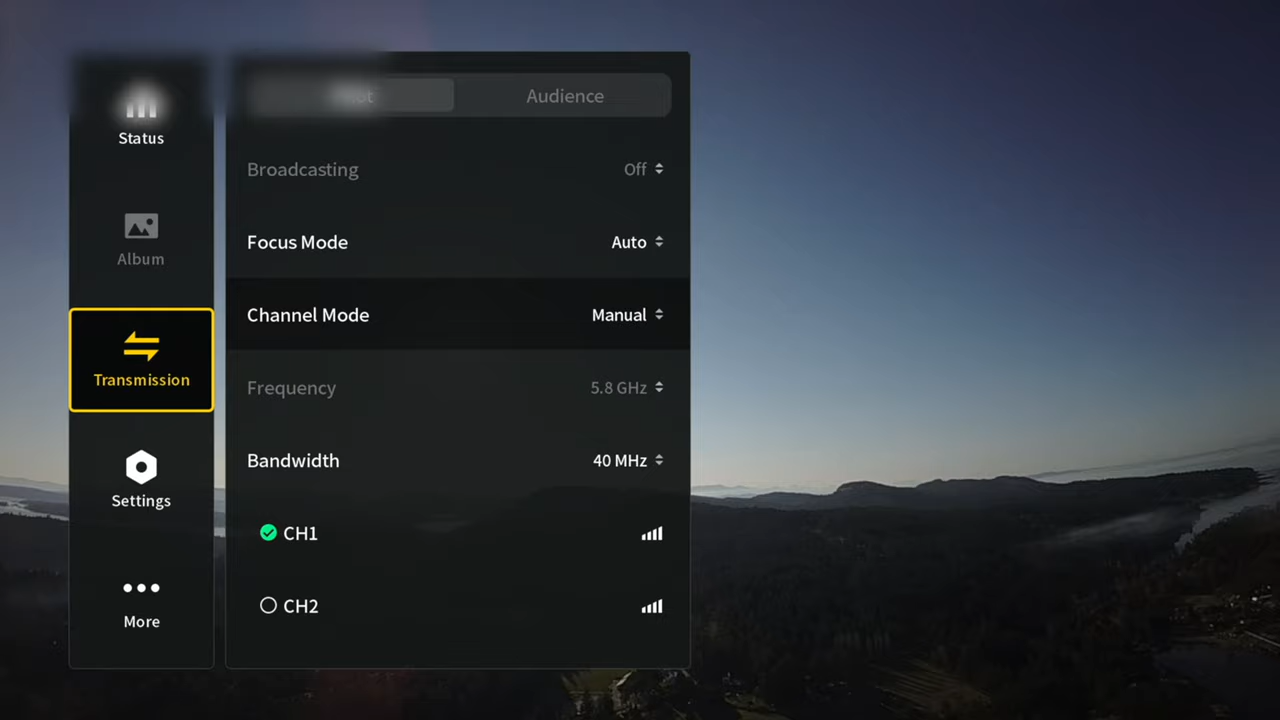 Status
Album
Transmission
Settings
More
Audience
Broadcasting Off
Focus Mode Auto
Channel Mode Manual
Frequency 5.8 GHz
Bandwidth 40 MHz
CH1
CH2